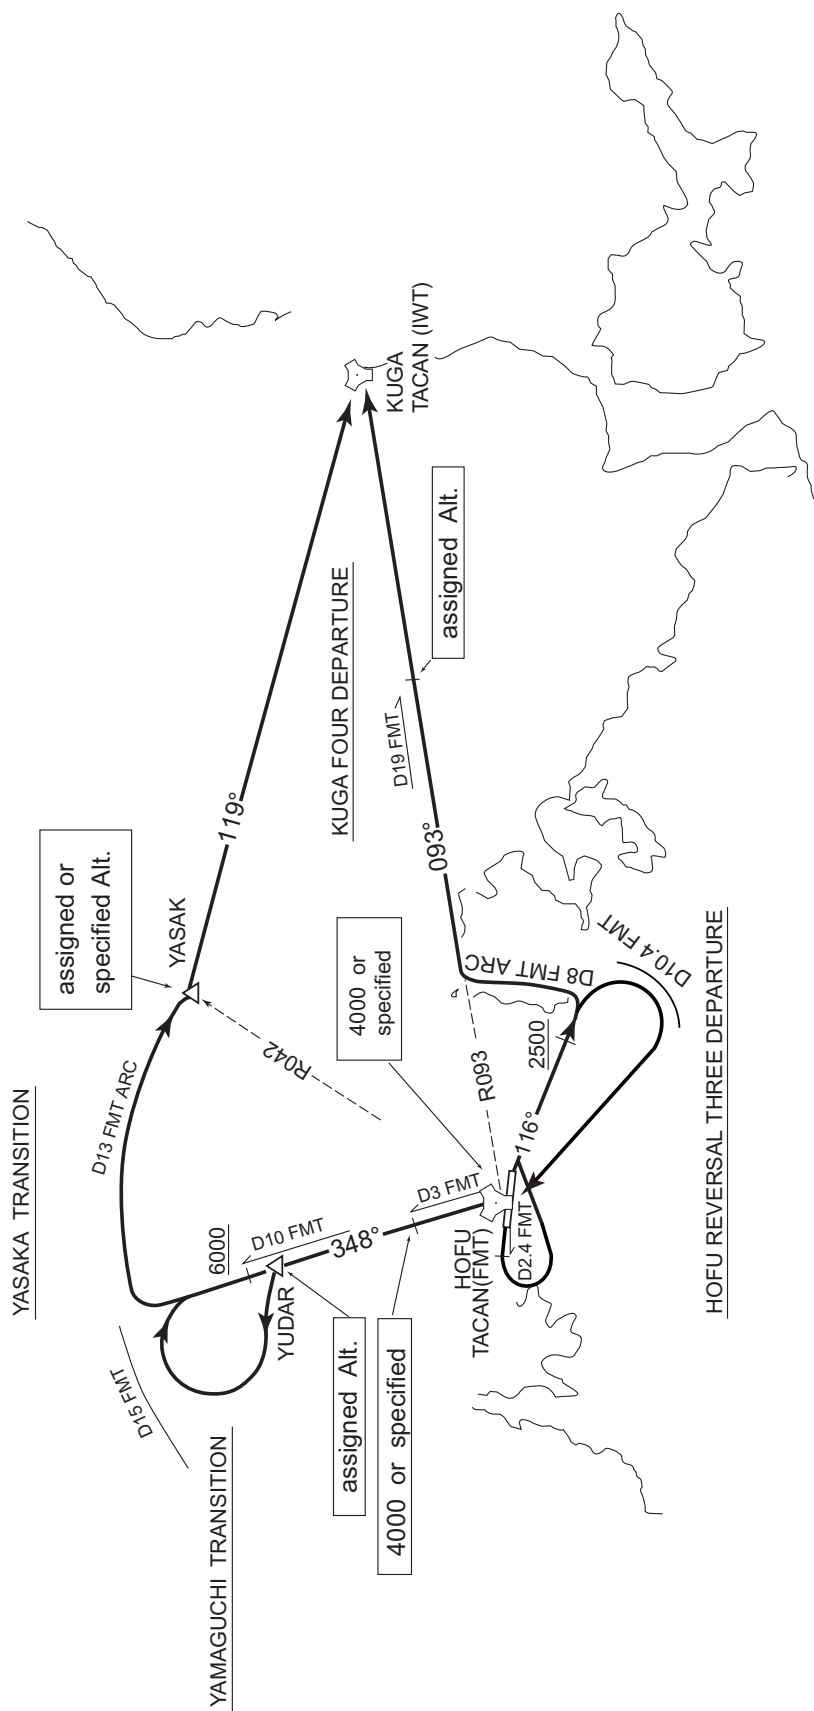 YASAKA TRANSITION
YAMAGUCHI TRANSITION
D15 FMT
D13 FMT ARC
assigned or
specified Alt.
YASAK
R042
119°
6000
D10 FMT
YUDAR
assigned Alt.
348°
4000 or specified
D3 FMT
4000 or
specified
HOFU
TACAN(FMT)
R093
093°
D19 FMT
KUGA FOUR DEPARTURE
assigned Alt.
KUGA
TACAN (IWT)
D2.4 FMT
116°
2500
D8 FMT ARC
D10.4 FMT
HOFU REVERSAL THREE DEPARTURE